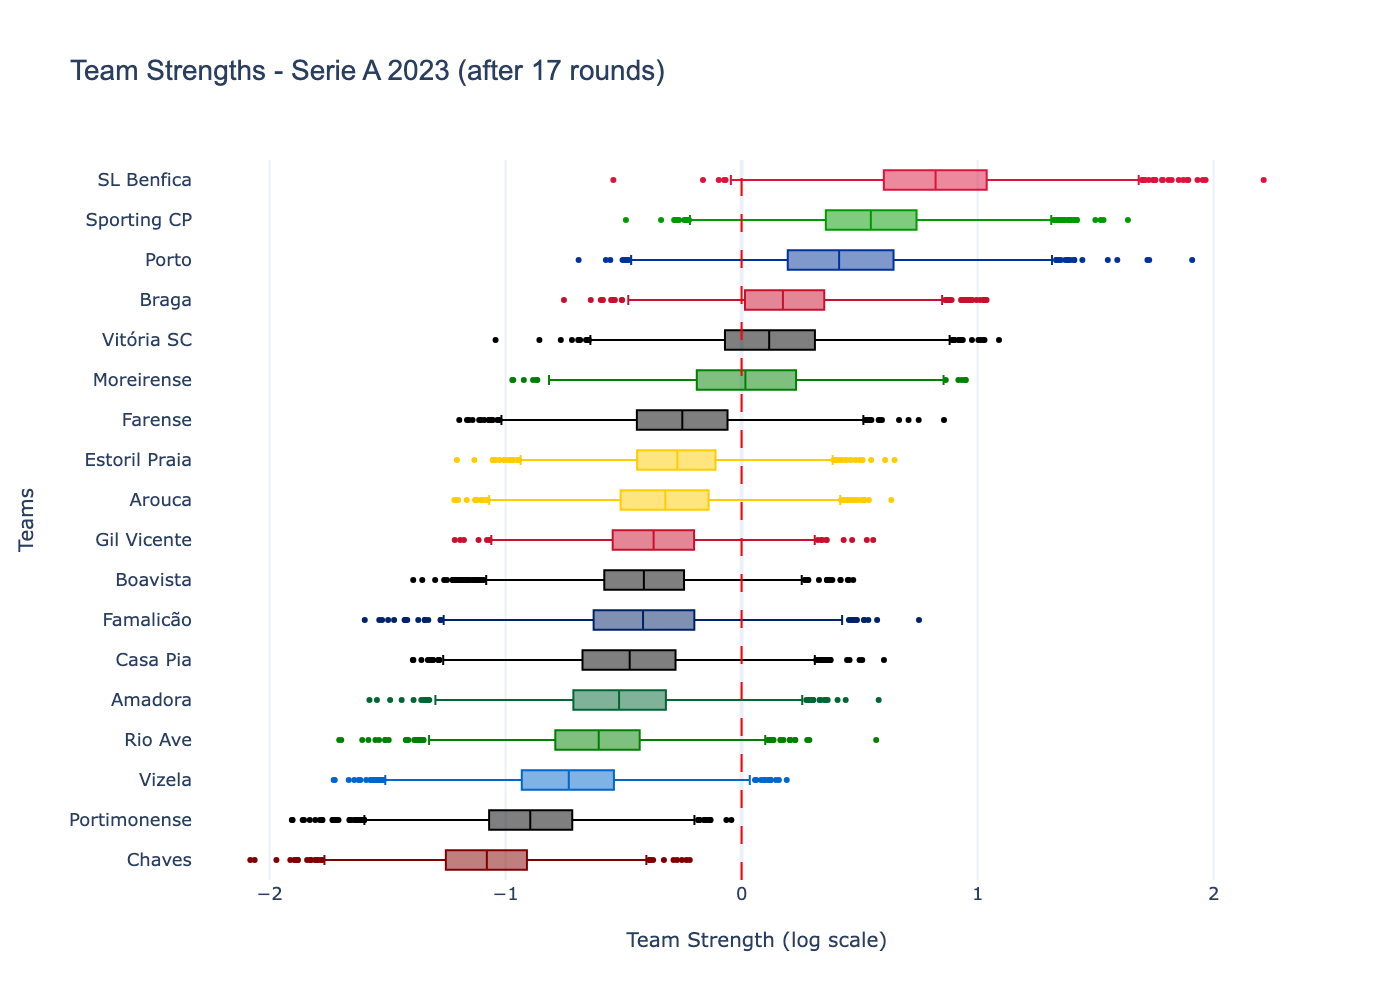 Team Strengths - Serie A 2023 (after 17 rounds)
Teams
SL Benfica
Sporting CP
Porto
Braga
Vitória SC
Moreirense
Farense
Estoril Praia
Arouca
Gil Vicente
Boavista
Famalicão
Casa Pia
Amadora
Rio Ave
Vizela
Portimonense
Chaves
−2 −1 0 1 2
Team Strength (log scale)